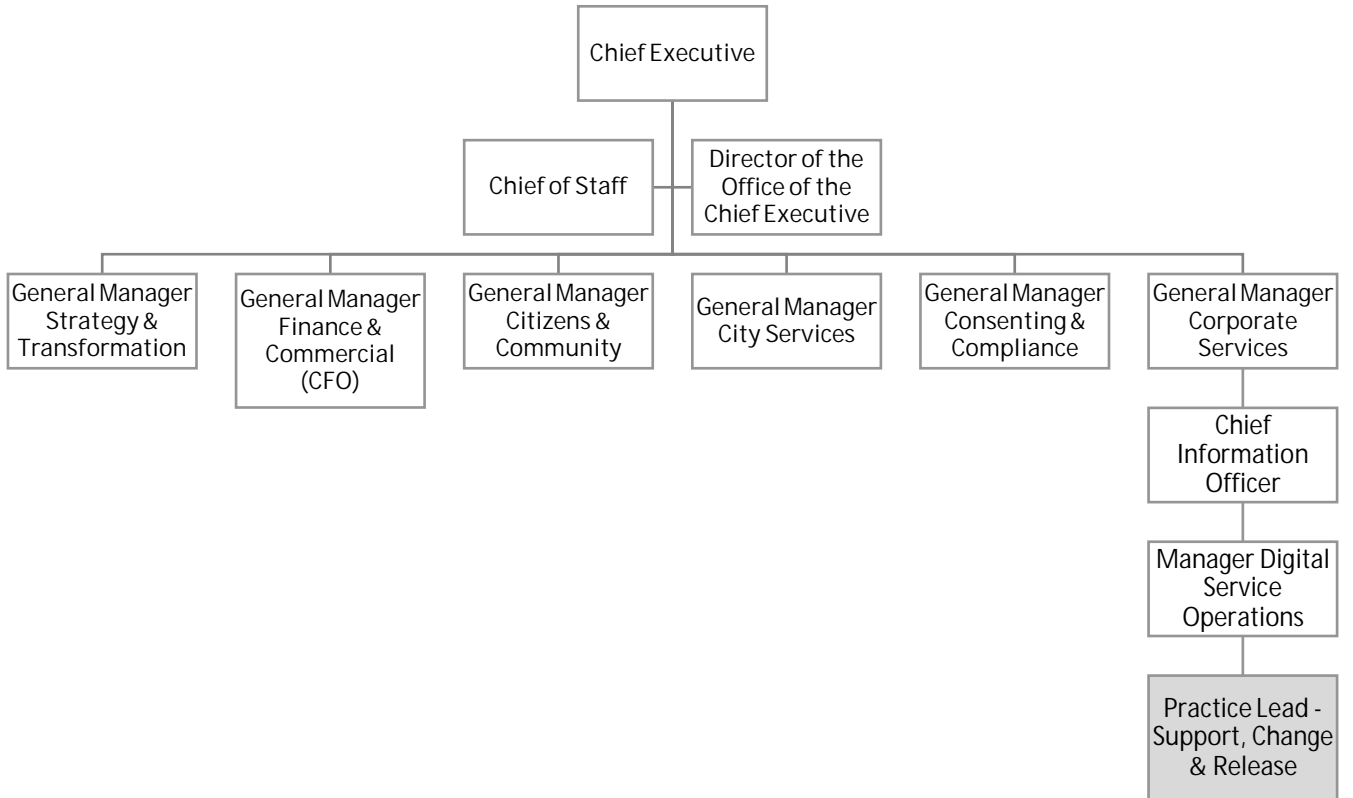 Chief Executive
Chief of Staff
Director of the
Office of the
Chief Executive
General Manager
Strategy &
Transformation
General Manager
Finance &
Commercial
(CFO)
General Manager
Citizens &
Community
General Manager
City Services
General Manager
Consenting &
Compliance
General Manager
Corporate
Services
Chief
Information
Officer
Manager Digital
Service
Operations
Practice Lead -
Support, Change
& Release